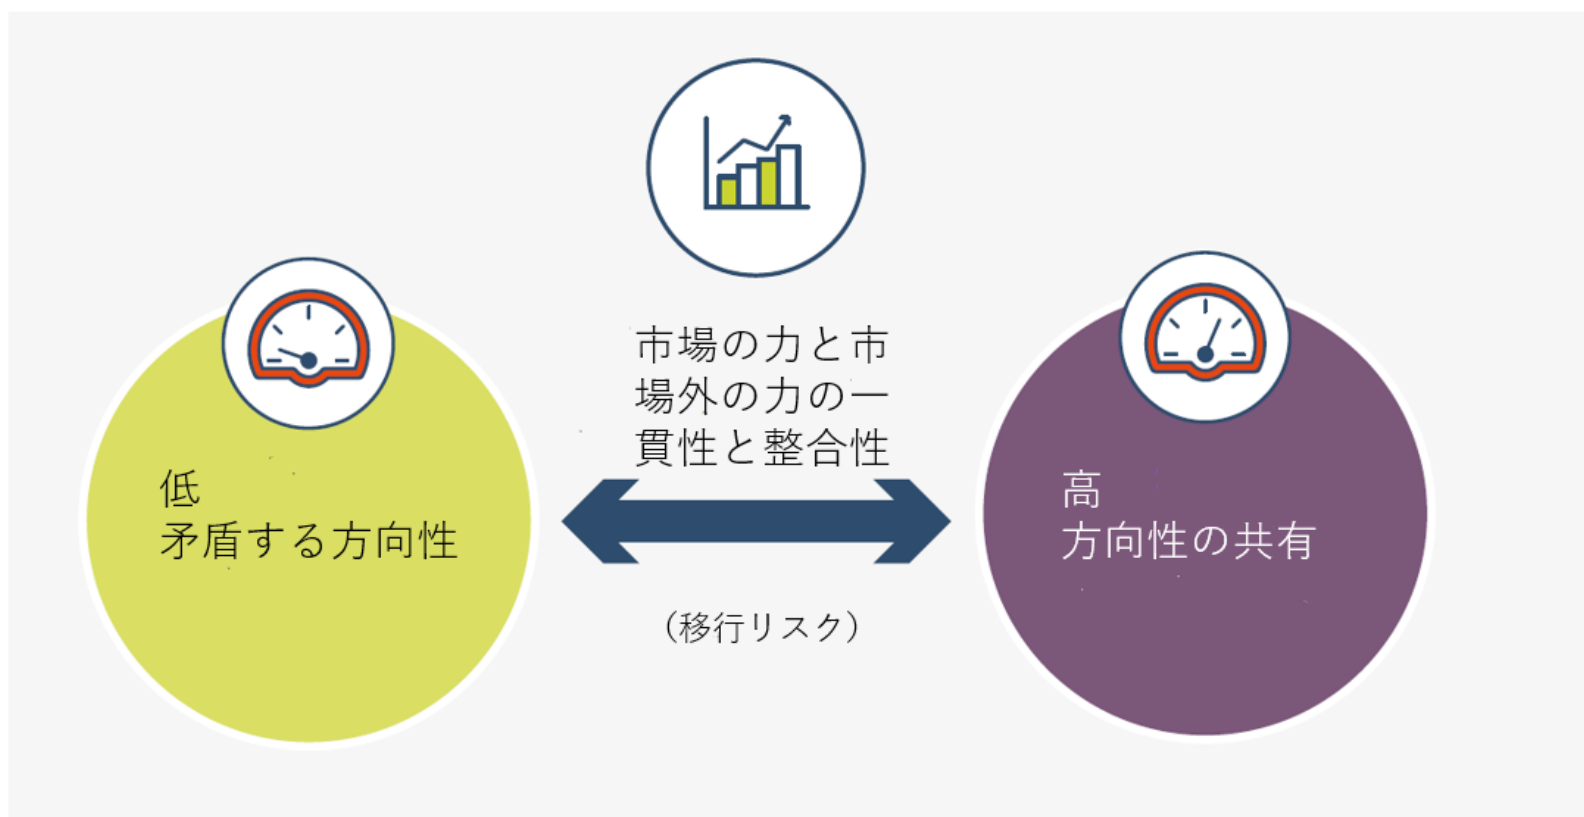 市場の力と市
場外の力の一
貫性と整合性
低
矛盾する方向性
高
方向性の共有
（移行リスク）